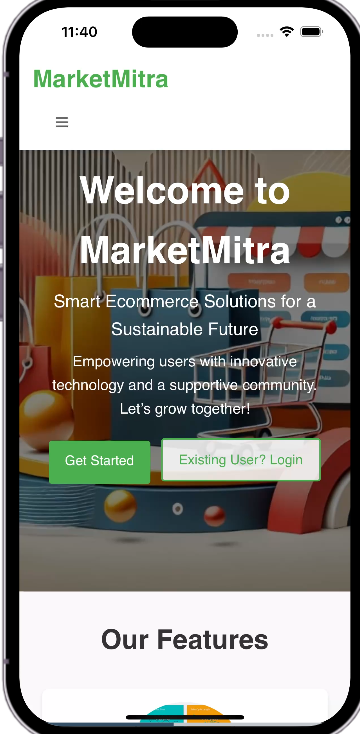 11:40
MarketMitra
Welcome to
MarketMitra
Smart Ecommerce Solutions for a
Sustainable Future
Empowering users with innovative
technology and a supportive community.
Let's grow together!
Get Started
Existing User? Login
Our Features